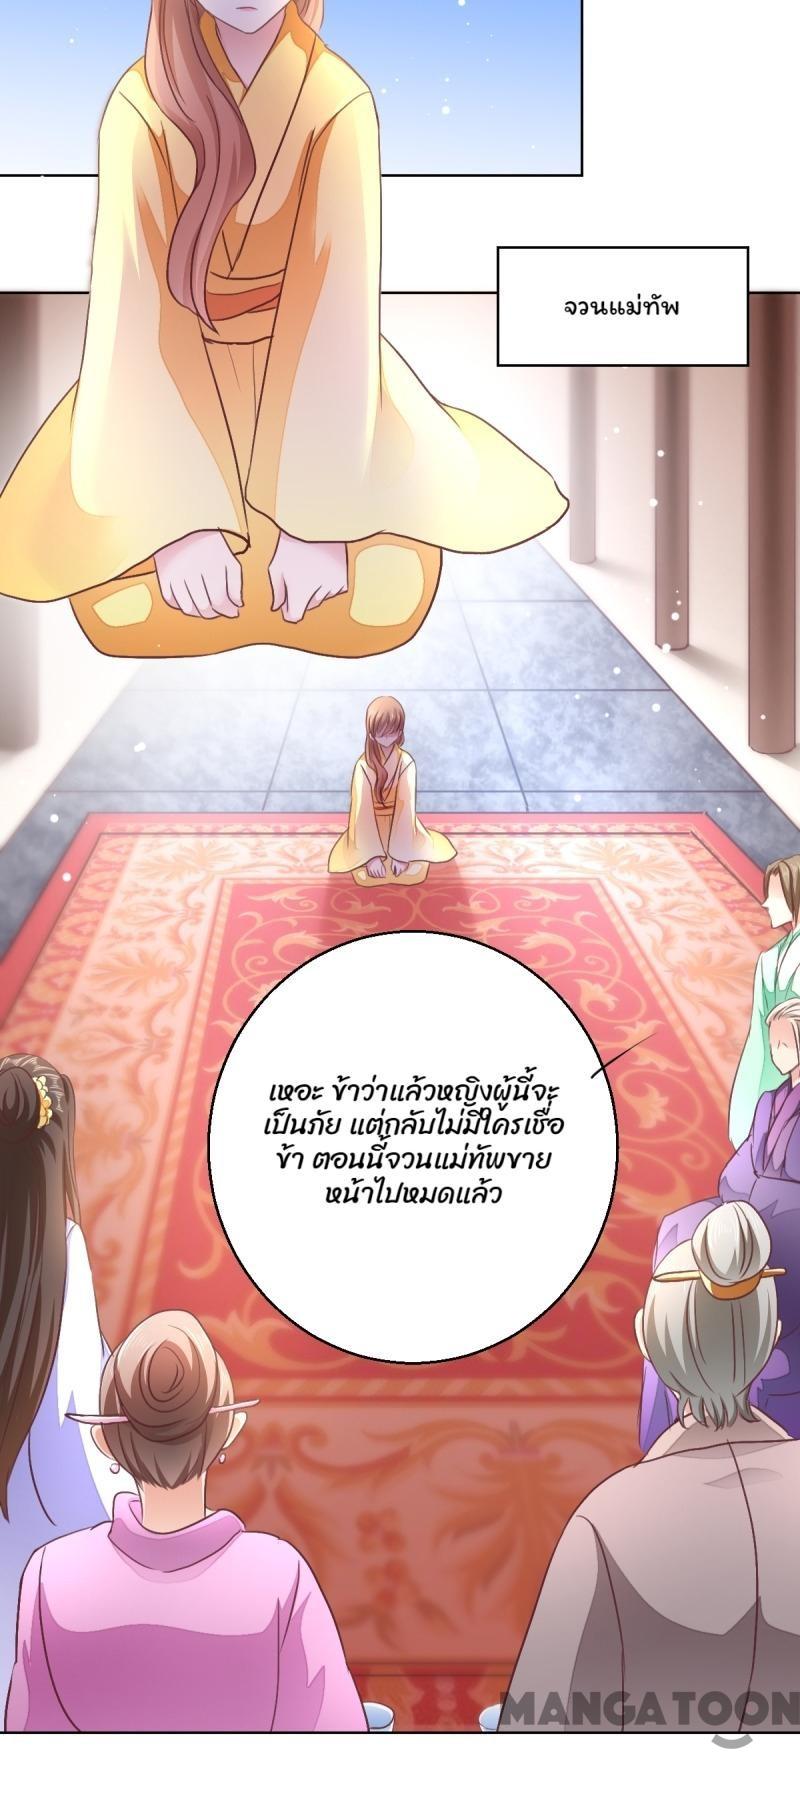 จวนแม่ทัพ
เหอะ ข้าว่าแล้วหญิงผู้นี้จะ
เป็นภัย แต่กลับไม่มีใครเชื่อ
ข้า ตอนนี้จวนแม่ทัพขาย
หน้าไปหมดแล้ว
MANGATOON